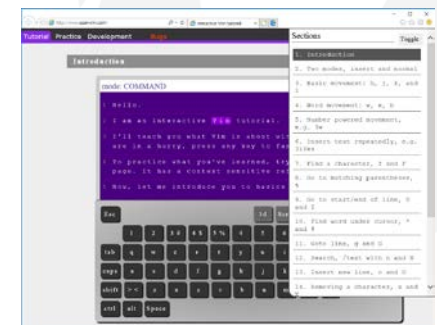 Tutorial Practice Development Bugs
Introduction
mode: COMMAND
Hello.
I am an interactive Vim tutorial.
I'll teach you what Vim is about
are in a hurry, press any key to
To practice what you've learned, try
page. It has a context sensitive
Now, let me introduce you to basics
Esc
tab q w
caps a s d f g h j
shift
ctrl alt Space
Sections Toggle
1. Introduction
2. Two modes, insert and normal
3. Basic movement: h, j, k, and
l
4. Word movement: w, e, b
5. Number powered movement,
e.g. 5w
6. Insert text repeatedly, e.g.
7. Find a character, f and F
8. Go to matching parentheses,
%
9. Go to start/end of line, 0
and $
10. Find word under cursor, *
and #
11. Goto line, g and G
12. Search, /text with n and N
13. Insert new line, o and O
14. Removing a character, x and